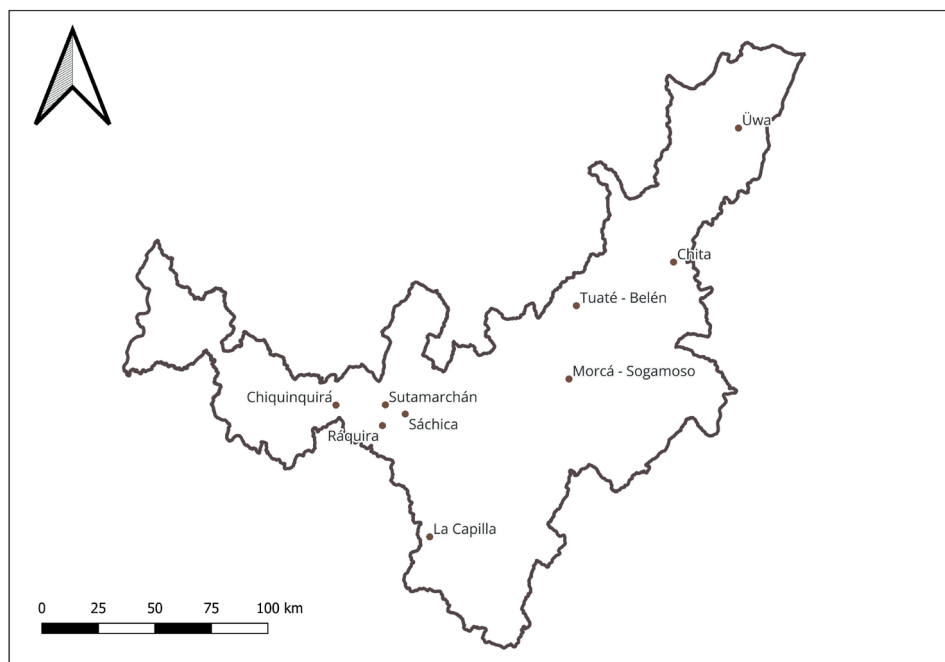 Üwa
Chita
Tuaté - Belén
Morcá - Sogamoso
Chiquinquirá
Sutamarchán
Sáchica
Ráquira
La Capilla
0 25 50 75 100 km